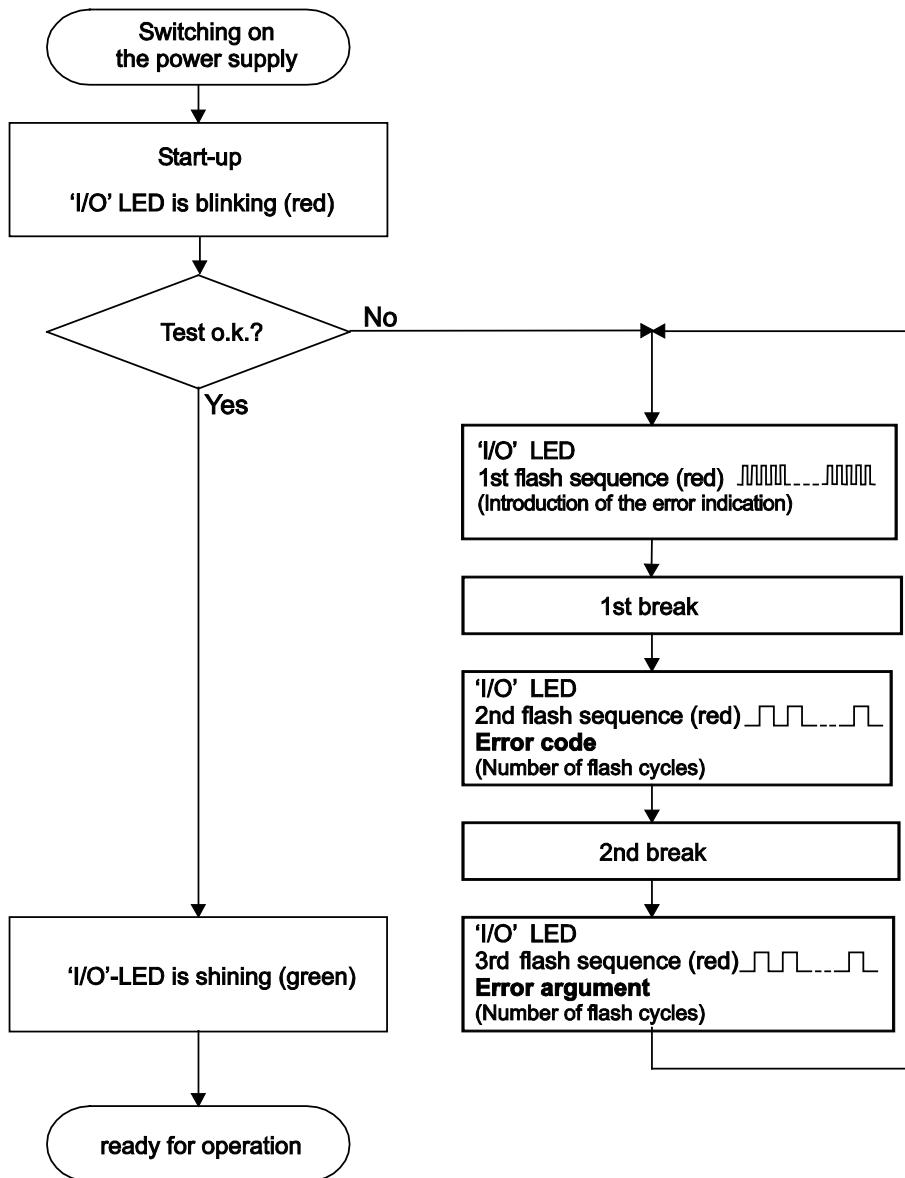 Switching on
the power supply
Start-up
'I/O' LED is blinking (red)
Test o.k.?
No
Yes
'I/O' LED
1st flash sequence (red)
(Introduction of the error indication)
1st break
'I/O' LED
2nd flash sequence (red)
Error code
(Number of flash cycles)
2nd break
'I/O' LED
3rd flash sequence (red)
Error argument
(Number of flash cycles)
'I/O'-LED is shining (green)
ready for operation